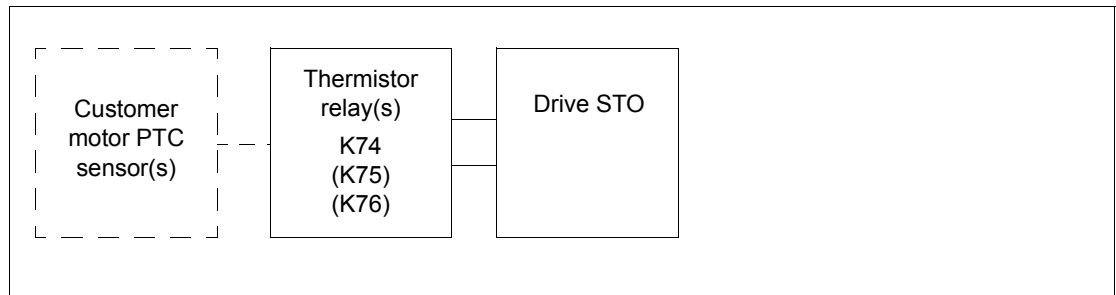 Customer
motor PTC
sensor(s)
Thermistor
relay(s)
K74
(K75)
(K76)
Drive STO